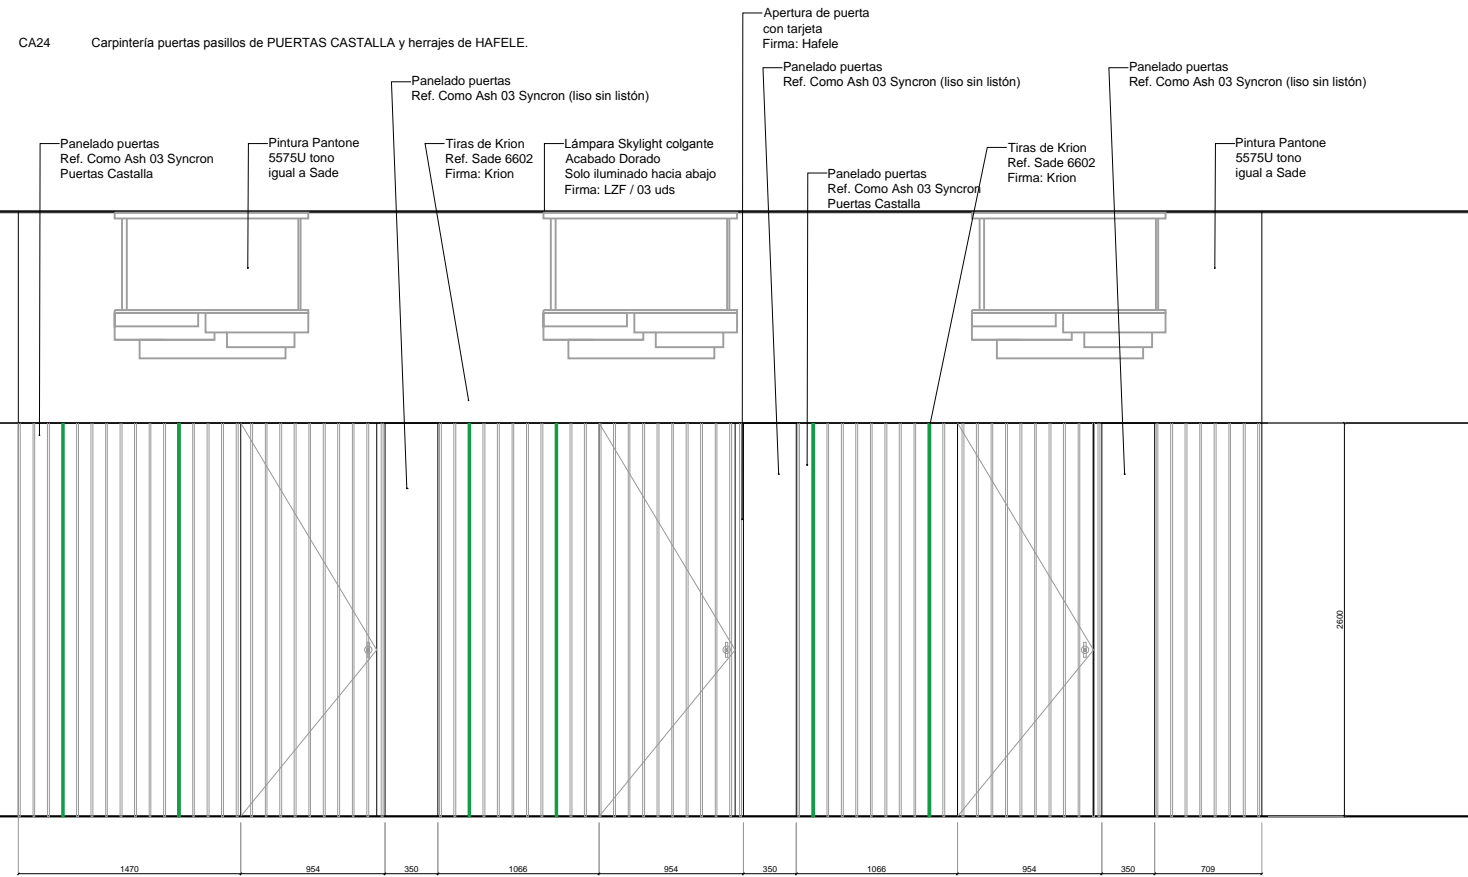 CA24 Carpintería puertas pasillos de PUERTAS CASTALLA y herrajes de HAFELE.
Apertura de puerta
con tarjeta
Firma: Hafele
Panelado puertas
Ref. Como Ash 03 Syncron (liso sin listón)
Panelado puertas
Ref. Como Ash 03 Syncron (liso sin listón)
Panelado puertas
Ref. Como Ash 03 Syncron (liso sin listón)
Panelado puertas
Ref. Como Ash 03 Syncron
Puertas Castalla
Pintura Pantone
5575U tono
igual a Sade
Tiras de Krion
Ref. Sade 6602
Firma: Krion
Lámpara Skylight colgante
Acabado Dorado
Solo iluminado hacia abajo
Firma: LZF / 03 uds
Panelado puertas
Ref. Como Ash 03 Syncron
Puertas Castalla
Tiras de Krion
Ref. Sade 6602
Firma: Krion
Pintura Pantone
5575U tono
igual a Sade
2600
1470 954 350 1066 954 350 1066 954 350 709